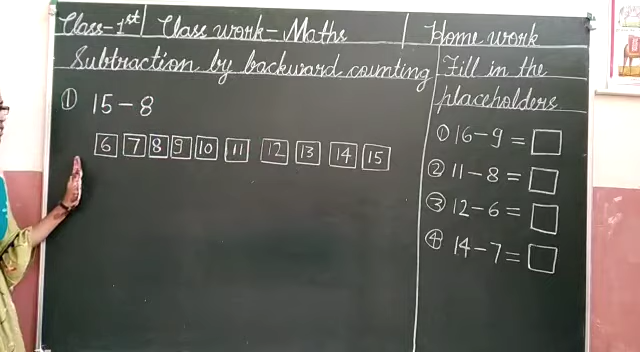 Class-1st Class work - Maths
Subtraction by backward counting
① 15 - 8
6 7 8 9 10 11 12 13 14 15
Home work
Fill in the
placeholders.
① 16 - 9 =
② 11 - 8 =
③ 12 - 6 =
④ 14 - 7 =